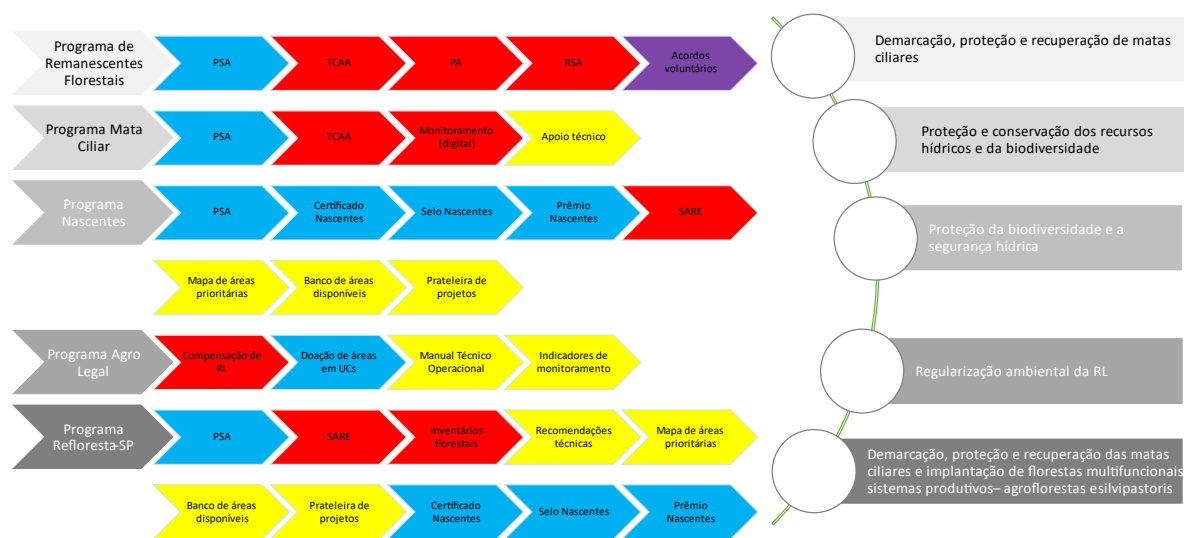 Programa de
Remanescentes
Florestais
PSA
TCAA
PA
RSA
Acordos
voluntários
Demarcação, proteção e recuperação de matas
ciliares
Programa Mata
Ciliar
PSA
TCAA
Monitoramento
(digital)
Apoio técnico
Proteção e conservação dos recursos
hídricos e da biodiversidade
Programa
Nascentes
PSA
Certificado
Nascentes
Selo Nascentes
Prêmio
Nascentes
SARE
Proteção da biodiversidade e a
segurança hídrica
Mapa de áreas
prioritárias
Banco de áreas
disponíveis
Prateleira de
projetos
Programa Agro
Legal
Compensação de
RL
Doação de áreas
em UCs
Manual Técnico
Operacional
Indicadores de
monitoramento
Regularização ambiental da RL
Programa
Refloresta-SP
PSA
SARE
Inventários
florestais
Recomendações
técnicas
Mapa de áreas
prioritárias
Demarcação, proteção e recuperação das matas
ciliares e implantação de florestas multifuncionais
sistemas produtivos– agroflorestas esilvipastoris
Banco de áreas
disponíveis
Prateleira de
projetos
Certificado
Nascentes
Selo Nascentes
Prêmio
Nascentes